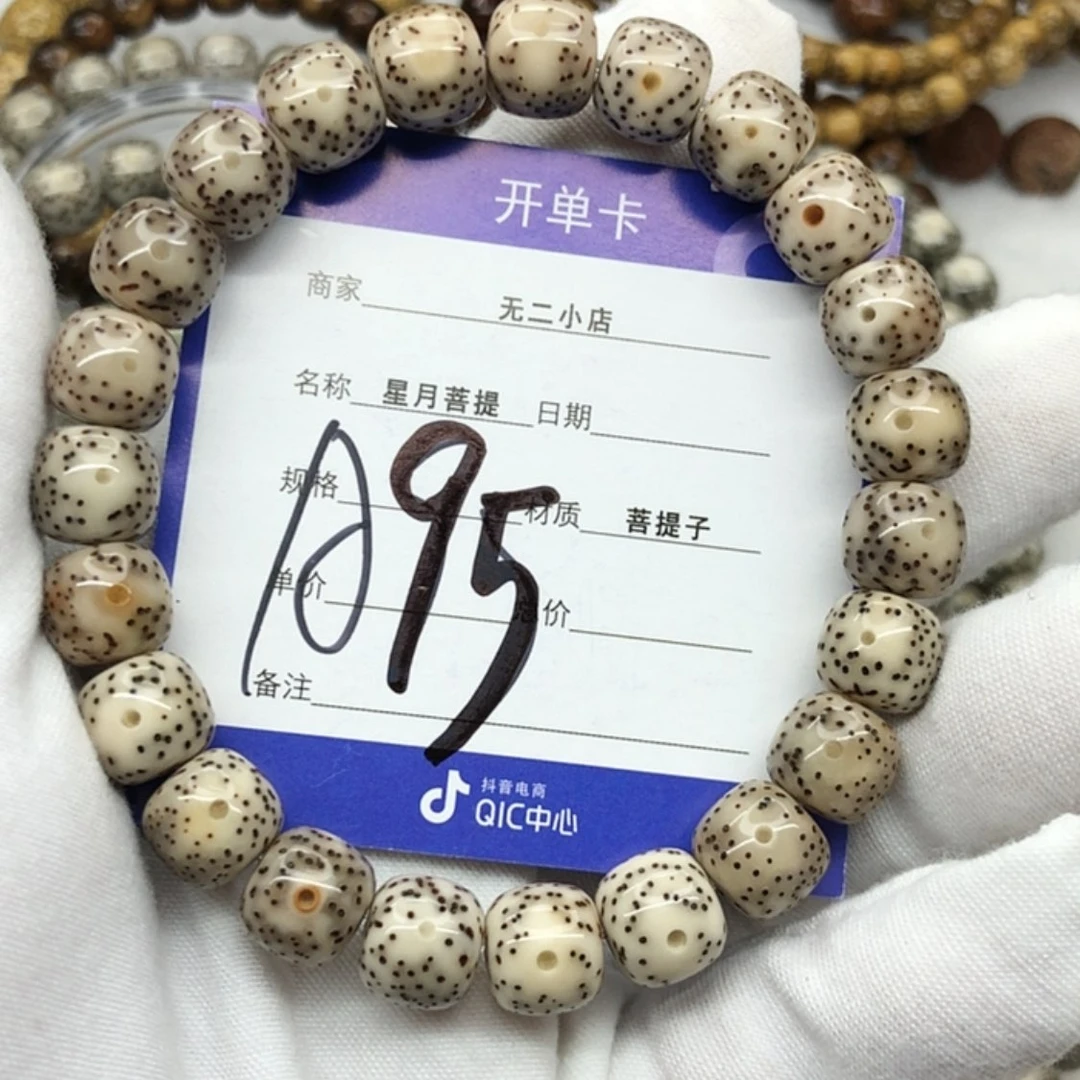 开单卡
商家 无二小店
名称 星月菩提 日期
规格 材质 菩提子
A95
单价 总价
备注
抖音电商
QIC中心